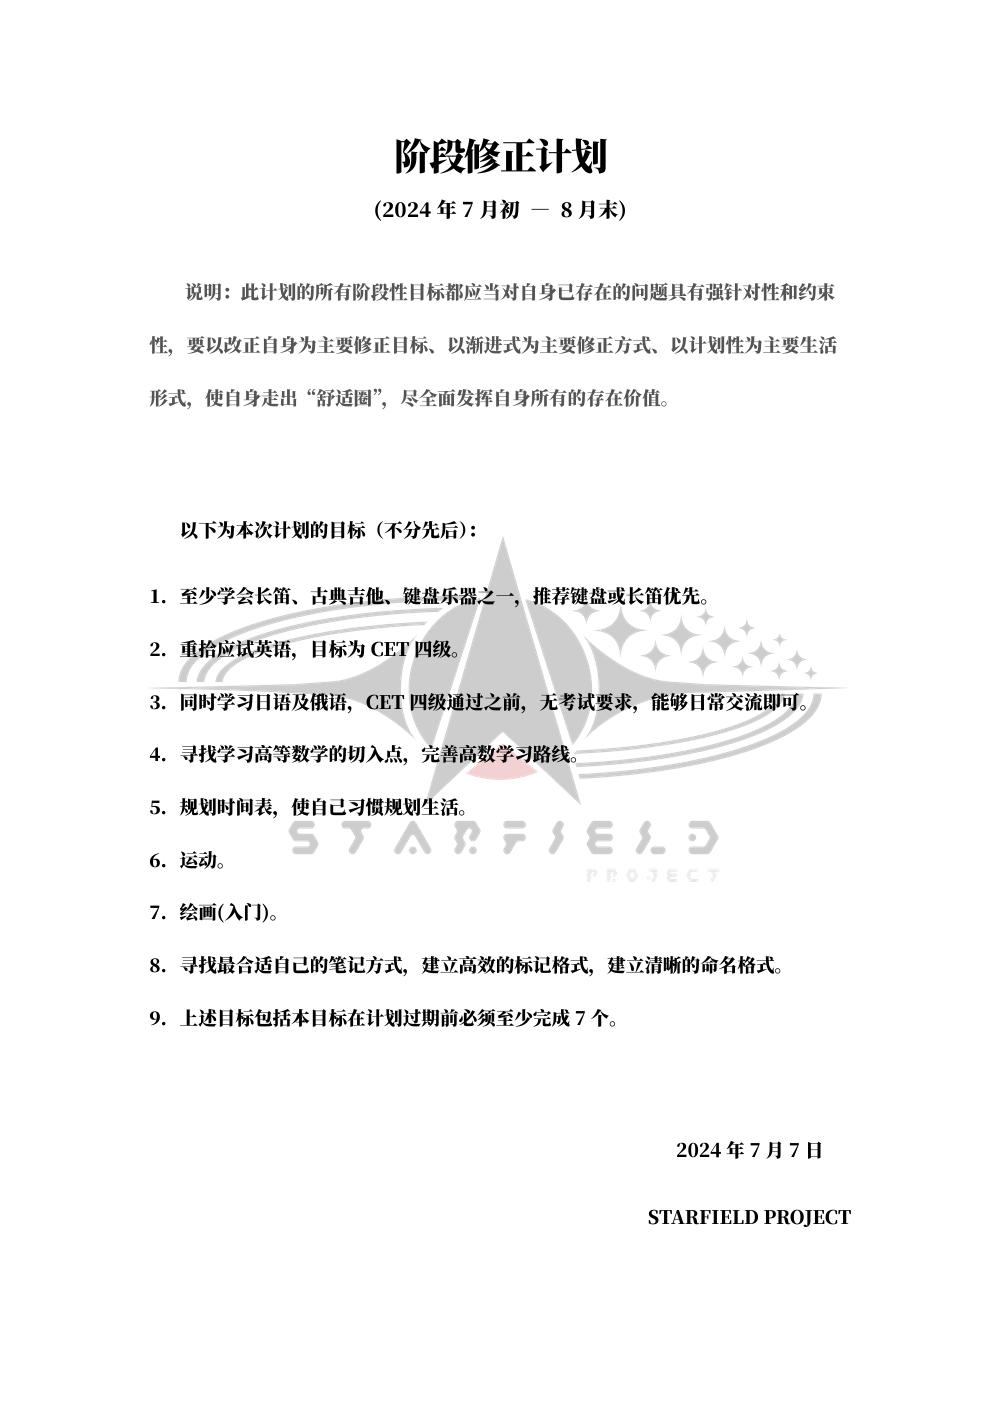 阶段修正计划
(2024 年 7 月初 — 8 月末)
说明：此计划的所有阶段性目标都应当对自身已存在的问题具有强针对性和约束
性，要以改正自身为主要修正目标、以渐进式为主要修正方式、以计划性为主要生活
形式，使自身走出“舒适圈”，尽全面发挥自身所有的存在价值。
以下为本次计划的目标（不分先后）：
1. 至少学会长笛、古典吉他、键盘乐器之一，推荐键盘或长笛优先。
2. 重拾应试英语，目标为 CET 四级。
3. 同时学习日语及俄语，CET 四级通过之前，无考试要求，能够日常交流即可。
4. 寻找学习高等数学的切入点，完善高数学习路线。
5. 规划时间表，使自己习惯规划生活。
STARFIELD
PROJECT
6. 运动。
7. 绘画(入门)。
8. 寻找最合适自己的笔记方式，建立高效的标记格式，建立清晰的命名格式。
9. 上述目标包括本目标在计划过期前必须至少完成 7 个。
2024 年 7 月 7 日
STARFIELD PROJECT